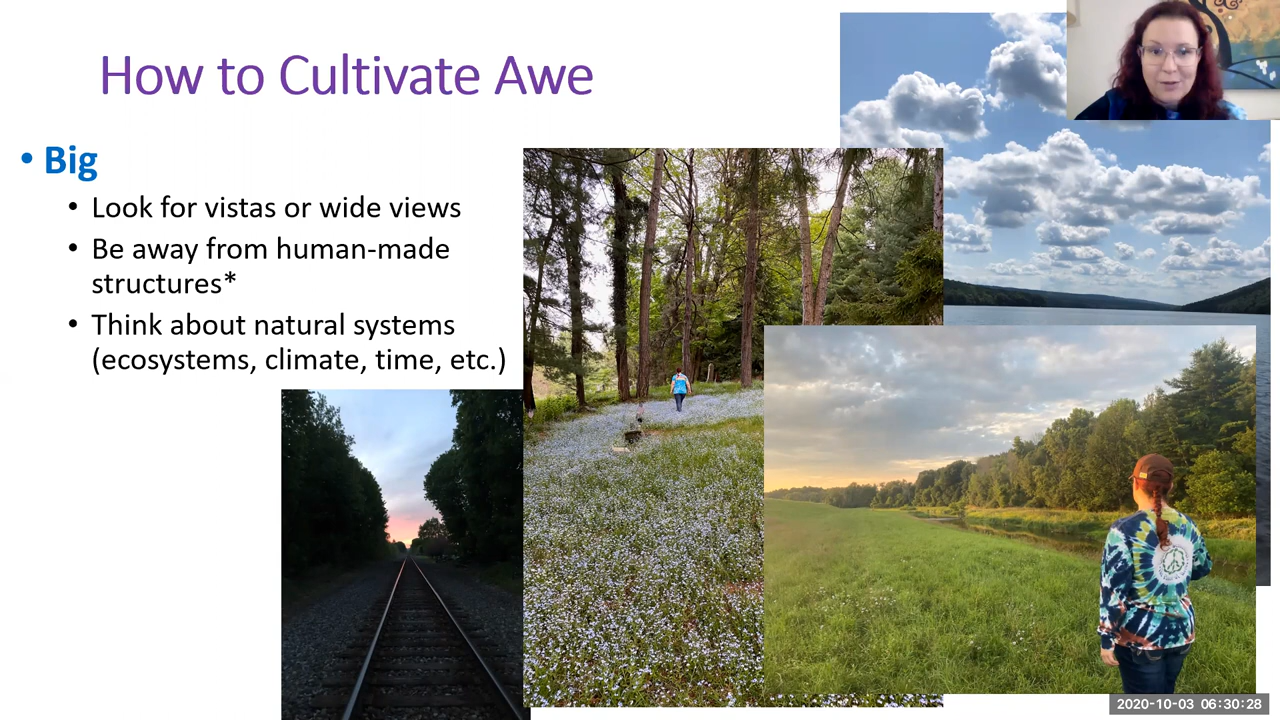 How to Cultivate Awe
• Big
• Look for vistas or wide views
• Be away from human-made
structures*
• Think about natural systems
(ecosystems, climate, time, etc.)
2020-10-03 06:30:28